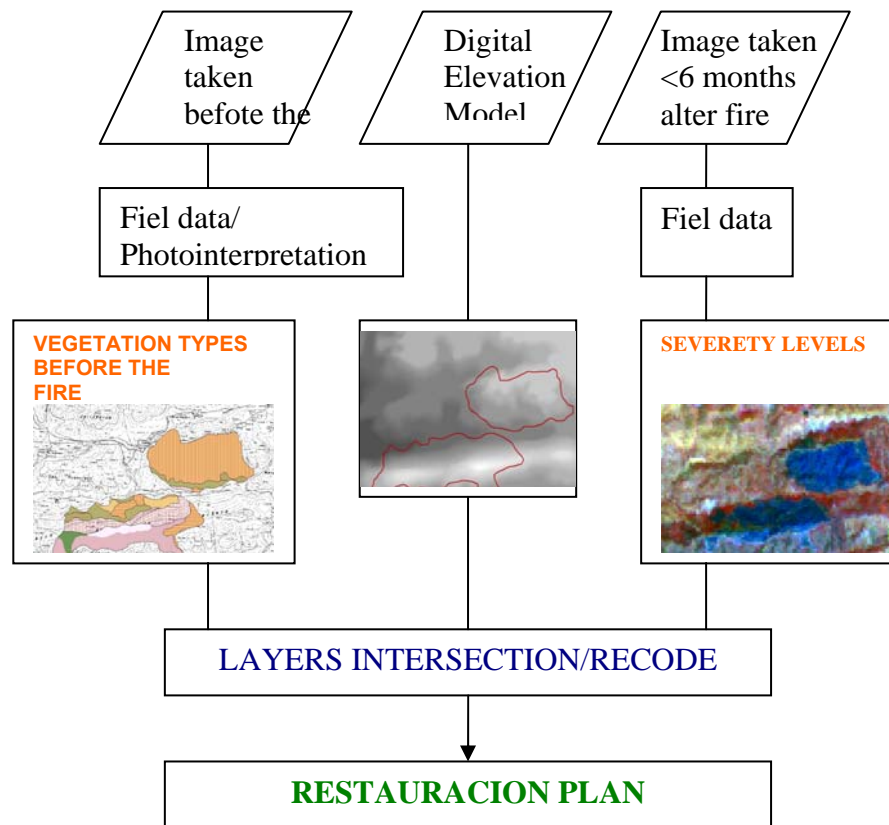 Image
taken
befote the
Digital
Elevation
Model
Image taken
<6 months
alter fire
Fiel data/
Photointerpretation
Fiel data
VEGETATION TYPES
BEFORE THE
FIRE
SEVERETY LEVELS
LAYERS INTERSECTION/RECODE
RESTAURACION PLAN